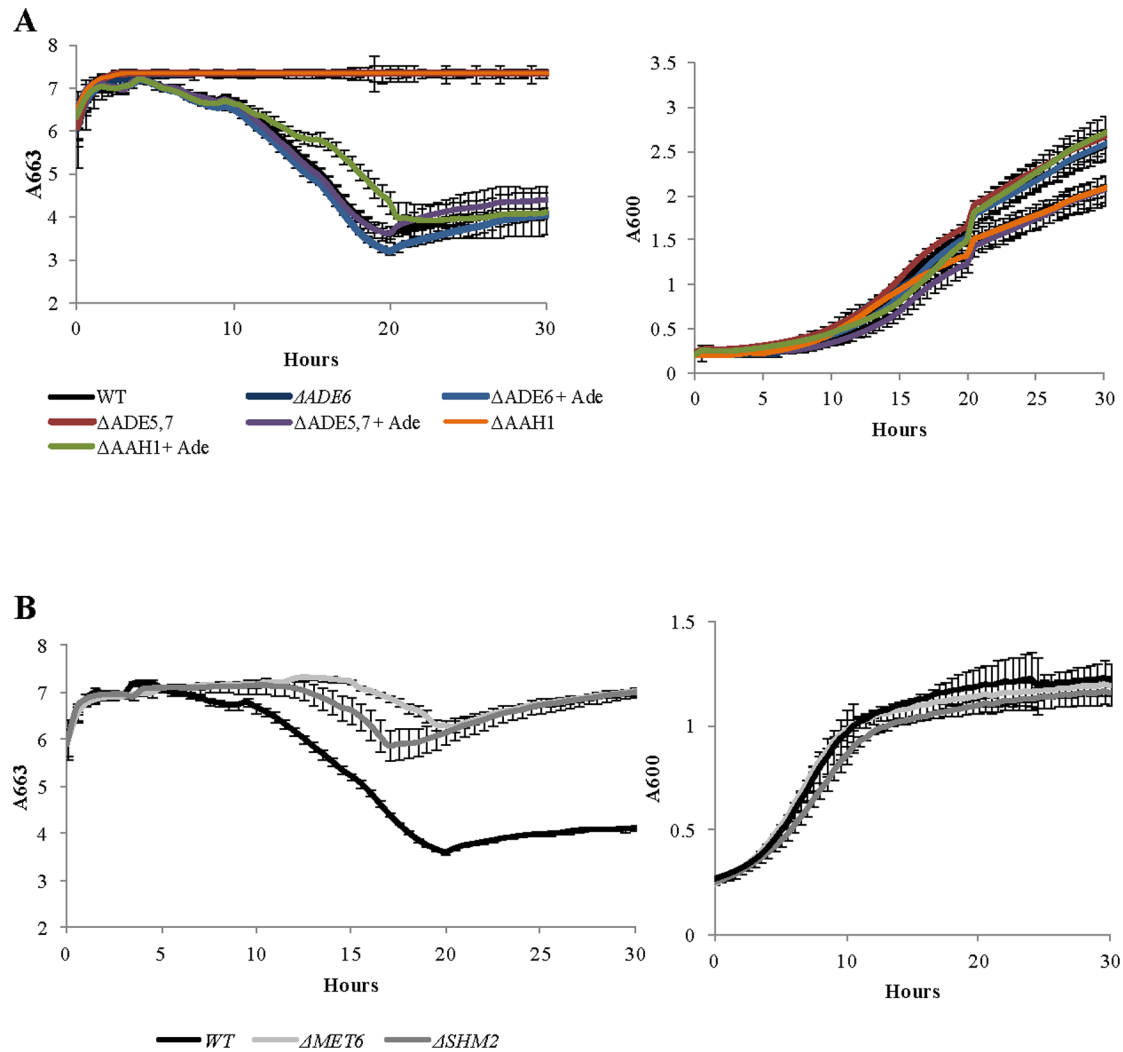 A
8
7
6
5
4
3
2
A663
0 10 20 30
Hours
3.5
3
2.5
2
1.5
1
0.5
0
A600
0 5 10 15 20 25 30
Hours
WT ΔADE6 ΔADE6+ Ade
ΔADE5,7 ΔADE5,7+ Ade ΔAAH1
ΔAAH1+ Ade
B
8
7
6
5
4
3
2
A663
0 5 10 15 20 25 30
Hours
1.5
1
0.5
0
A600
0 10 20 30
Hours
WT ΔMET6 ΔSHM2